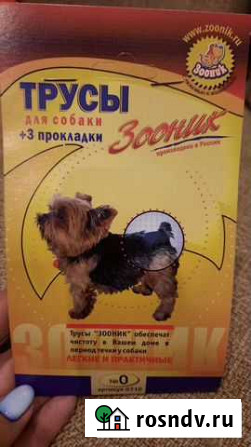 www.zoonik.ru
ЗООНИК
ТРУСЫ
для собаки
+3 прокладки
Зооник
произведено в России
Трусы "ЗООНИК" обеспечат
чистоту в Вашем доме в
период течки у собаки
ЛЕГКИЕ И ПРАКТИЧНЫЕ
№0
rosndv.ru